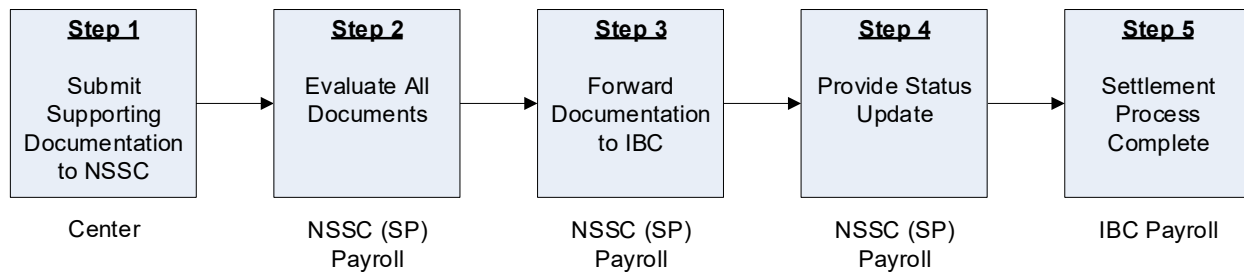 Step 1
Submit
Supporting
Documentation
to NSSC
Center
Step 2
Evaluate All
Documents
NSSC (SP)
Payroll
Step 3
Forward
Documentation
to IBC
NSSC (SP)
Payroll
Step 4
Provide Status
Update
NSSC (SP)
Payroll
Step 5
Settlement
Process
Complete
IBC Payroll